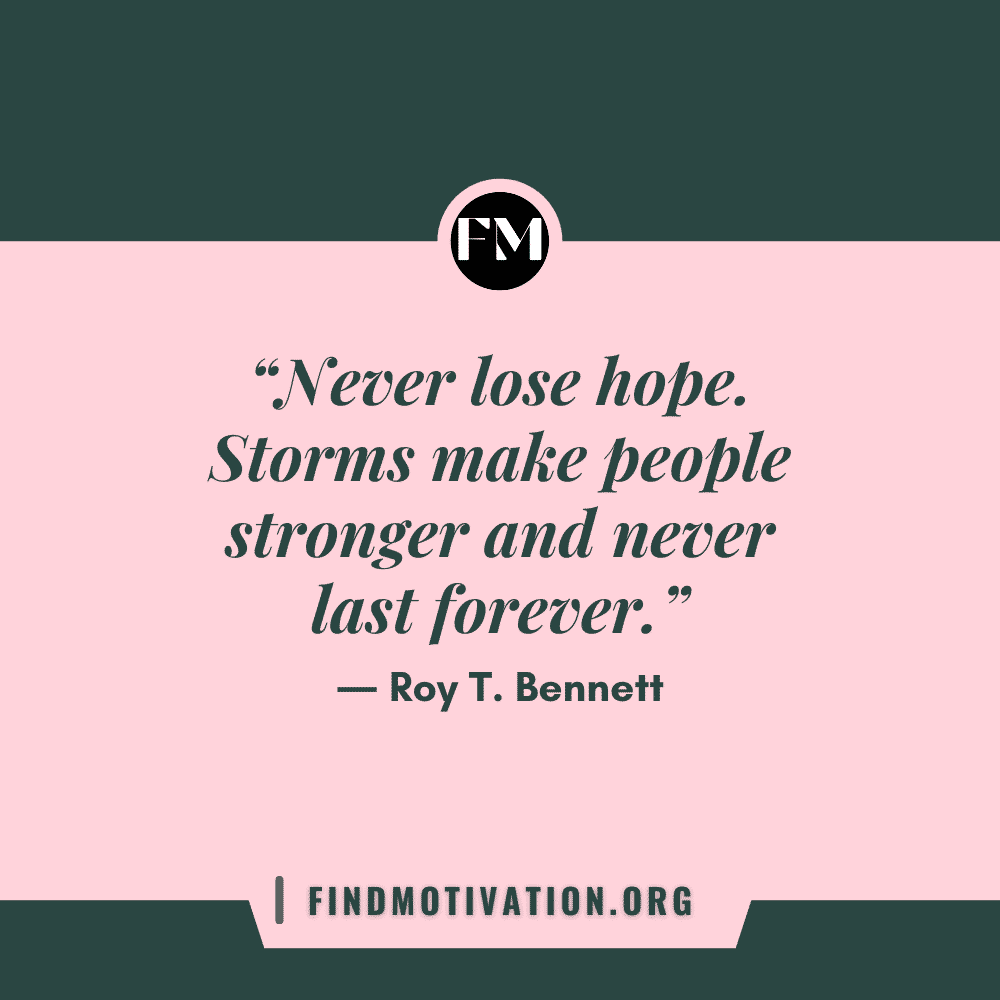 FM
“Never lose hope.
Storms make people
stronger and never
last forever.”
— Roy T. Bennett
FINDMOTIVATION.ORG